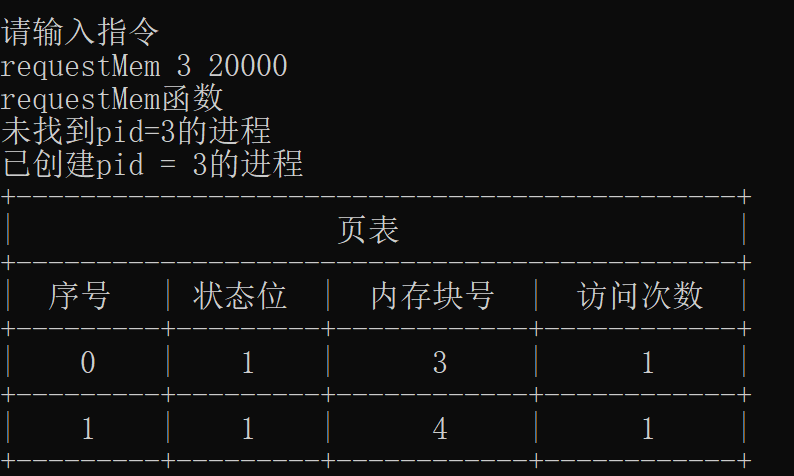 请输入指令
requestMem 3 20000
requestMem函数
未找到pid=3的进程
已创建pid = 3的进程
+---------------------------------------------+
|                    页表                     |
+---------------------------------------------+
|  序号   | 状态位  |  内存块号  |  访问次数  |
+---------+---------+------------+------------+
|    0    |    1    |      3     |      1     |
+---------+---------+------------+------------+
|    1    |    1    |      4     |      1     |
+---------+---------+------------+------------+